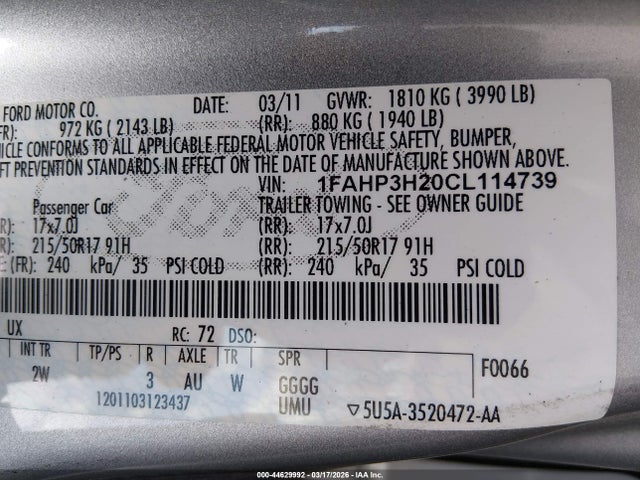 FORD MOTOR CO. DATE: 03/11 GVWR: 1810 KG ( 3990 LB)
FR): 972 KG ( 2143 LB) (RR): 880 KG ( 1940 LB)
HICLE CONFORMS TO ALL APPLICABLE FEDERAL MOTOR VEHICLE SAFETY, BUMPER,
FT PREVENTION STANDARDS IN EFFECT ON THE DATE OF MANUFACTURE SHOWN ABOVE.
VIN: 1FAHP3H20CL114739
Passenger Car TRAILER TOWING - SEE OWNER GUIDE
R): 17x7.0J (RR): 17x7.0J
R): 215/50R17 91H (RR): 215/50R17 91H
E(FR): 240 kPa/ 35 PSI COLD (RR): 240 kPa/ 35 PSI COLD
UX RC: 72 DSO:
INT TR TP/PS R AXLE TR SPR F0066
2W 3 AU W GGGG
1201103123437 UMU ▽5U5A-3520472-AA
000-44629992 - 03/17/2026 - IAA Inc.